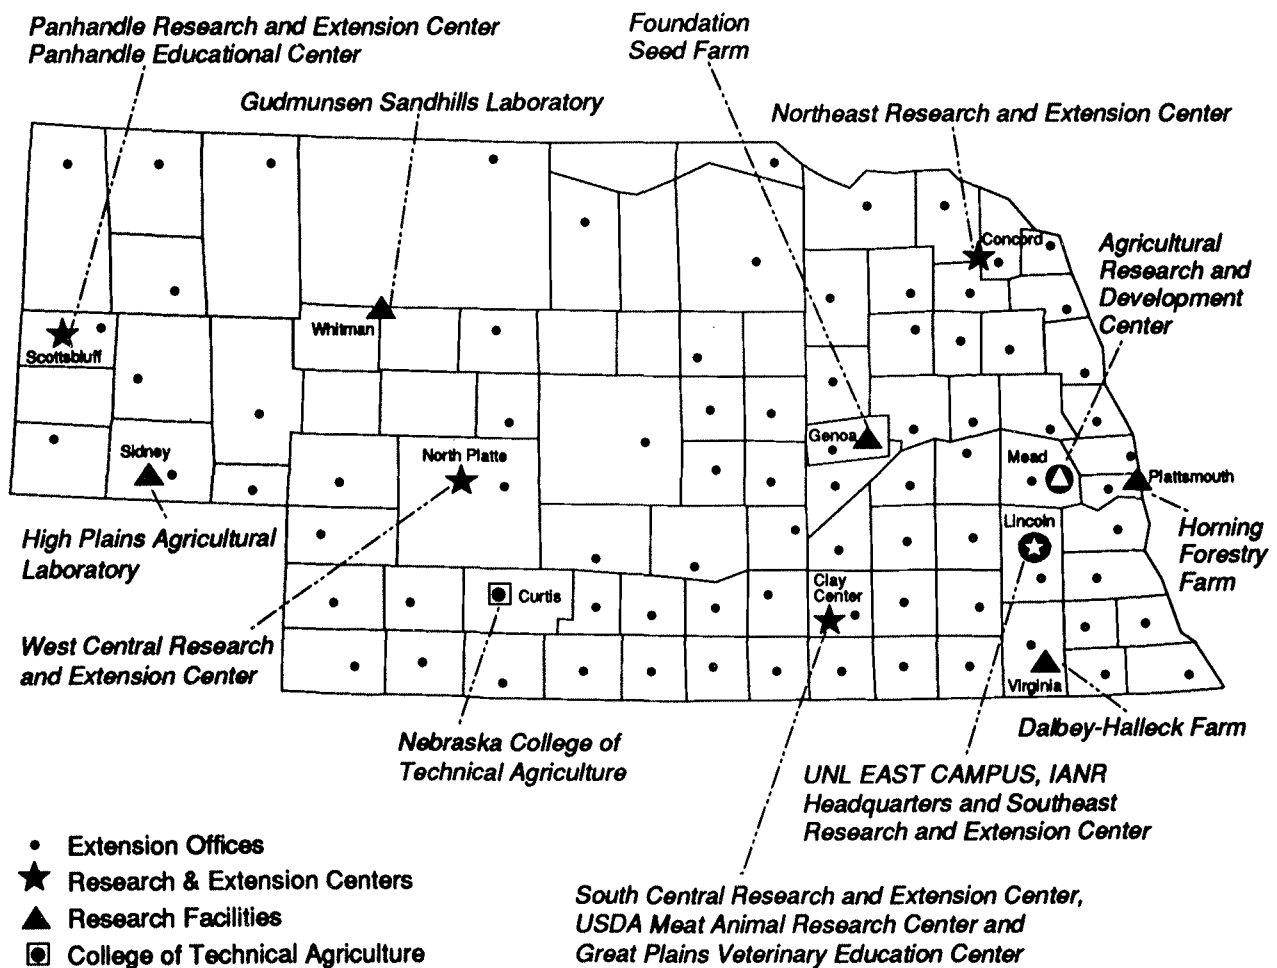 Panhandle Research and Extension Center
Panhandle Educational Center
Foundation
Seed Farm
Gudmunsen Sandhills Laboratory
Northeast Research and Extension Center
Concord
Agricultural
Research and
Development
Center
Whitman
Scottsbluff
Genoa
Sidney
North Platte
Mead
Plattsmouth
High Plains Agricultural
Laboratory
Lincoln
Horning
Forestry
Farm
Clay
Center
Curtis
West Central Research
and Extension Center
Virginia
Dalbey-Halleck Farm
Nebraska College of
Technical Agriculture
UNL EAST CAMPUS, IANR
Headquarters and Southeast
Research and Extension Center
Extension Offices
Research & Extension Centers
Research Facilities
College of Technical Agriculture
South Central Research and Extension Center,
USDA Meat Animal Research Center and
Great Plains Veterinary Education Center